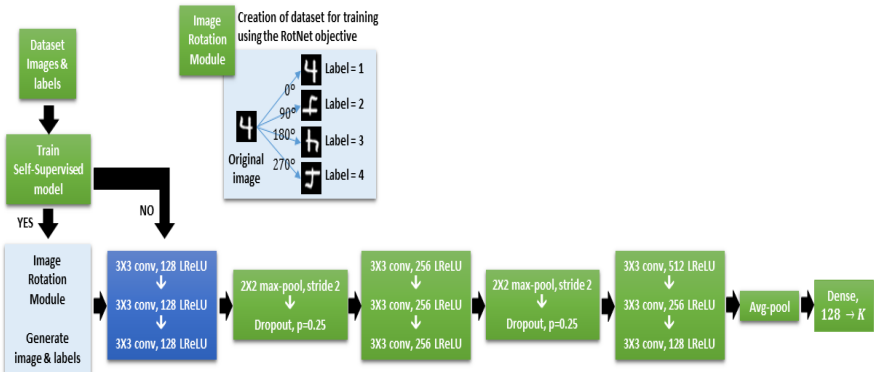 Dataset
Images &
labels
Train
Self-Supervised
model
YES
NO
Image
Rotation
Module
Creation of dataset for training
using the RotNet objective
4
Original
image
0°
90°
180°
270°
4
Label = 1
4
Label = 2
4
Label = 3
4
Label = 4
Image
Rotation
Module
Generate
image & labels
3X3 conv, 128 LReLU
3X3 conv, 128 LReLU
3X3 conv, 128 LReLU
2X2 max-pool, stride 2
Dropout, p=0.25
3X3 conv, 256 LReLU
3X3 conv, 256 LReLU
3X3 conv, 256 LReLU
2X2 max-pool, stride 2
Dropout, p=0.25
3X3 conv, 512 LReLU
3X3 conv, 256 LReLU
3X3 conv, 128 LReLU
Avg-pool
Dense,
128 → K